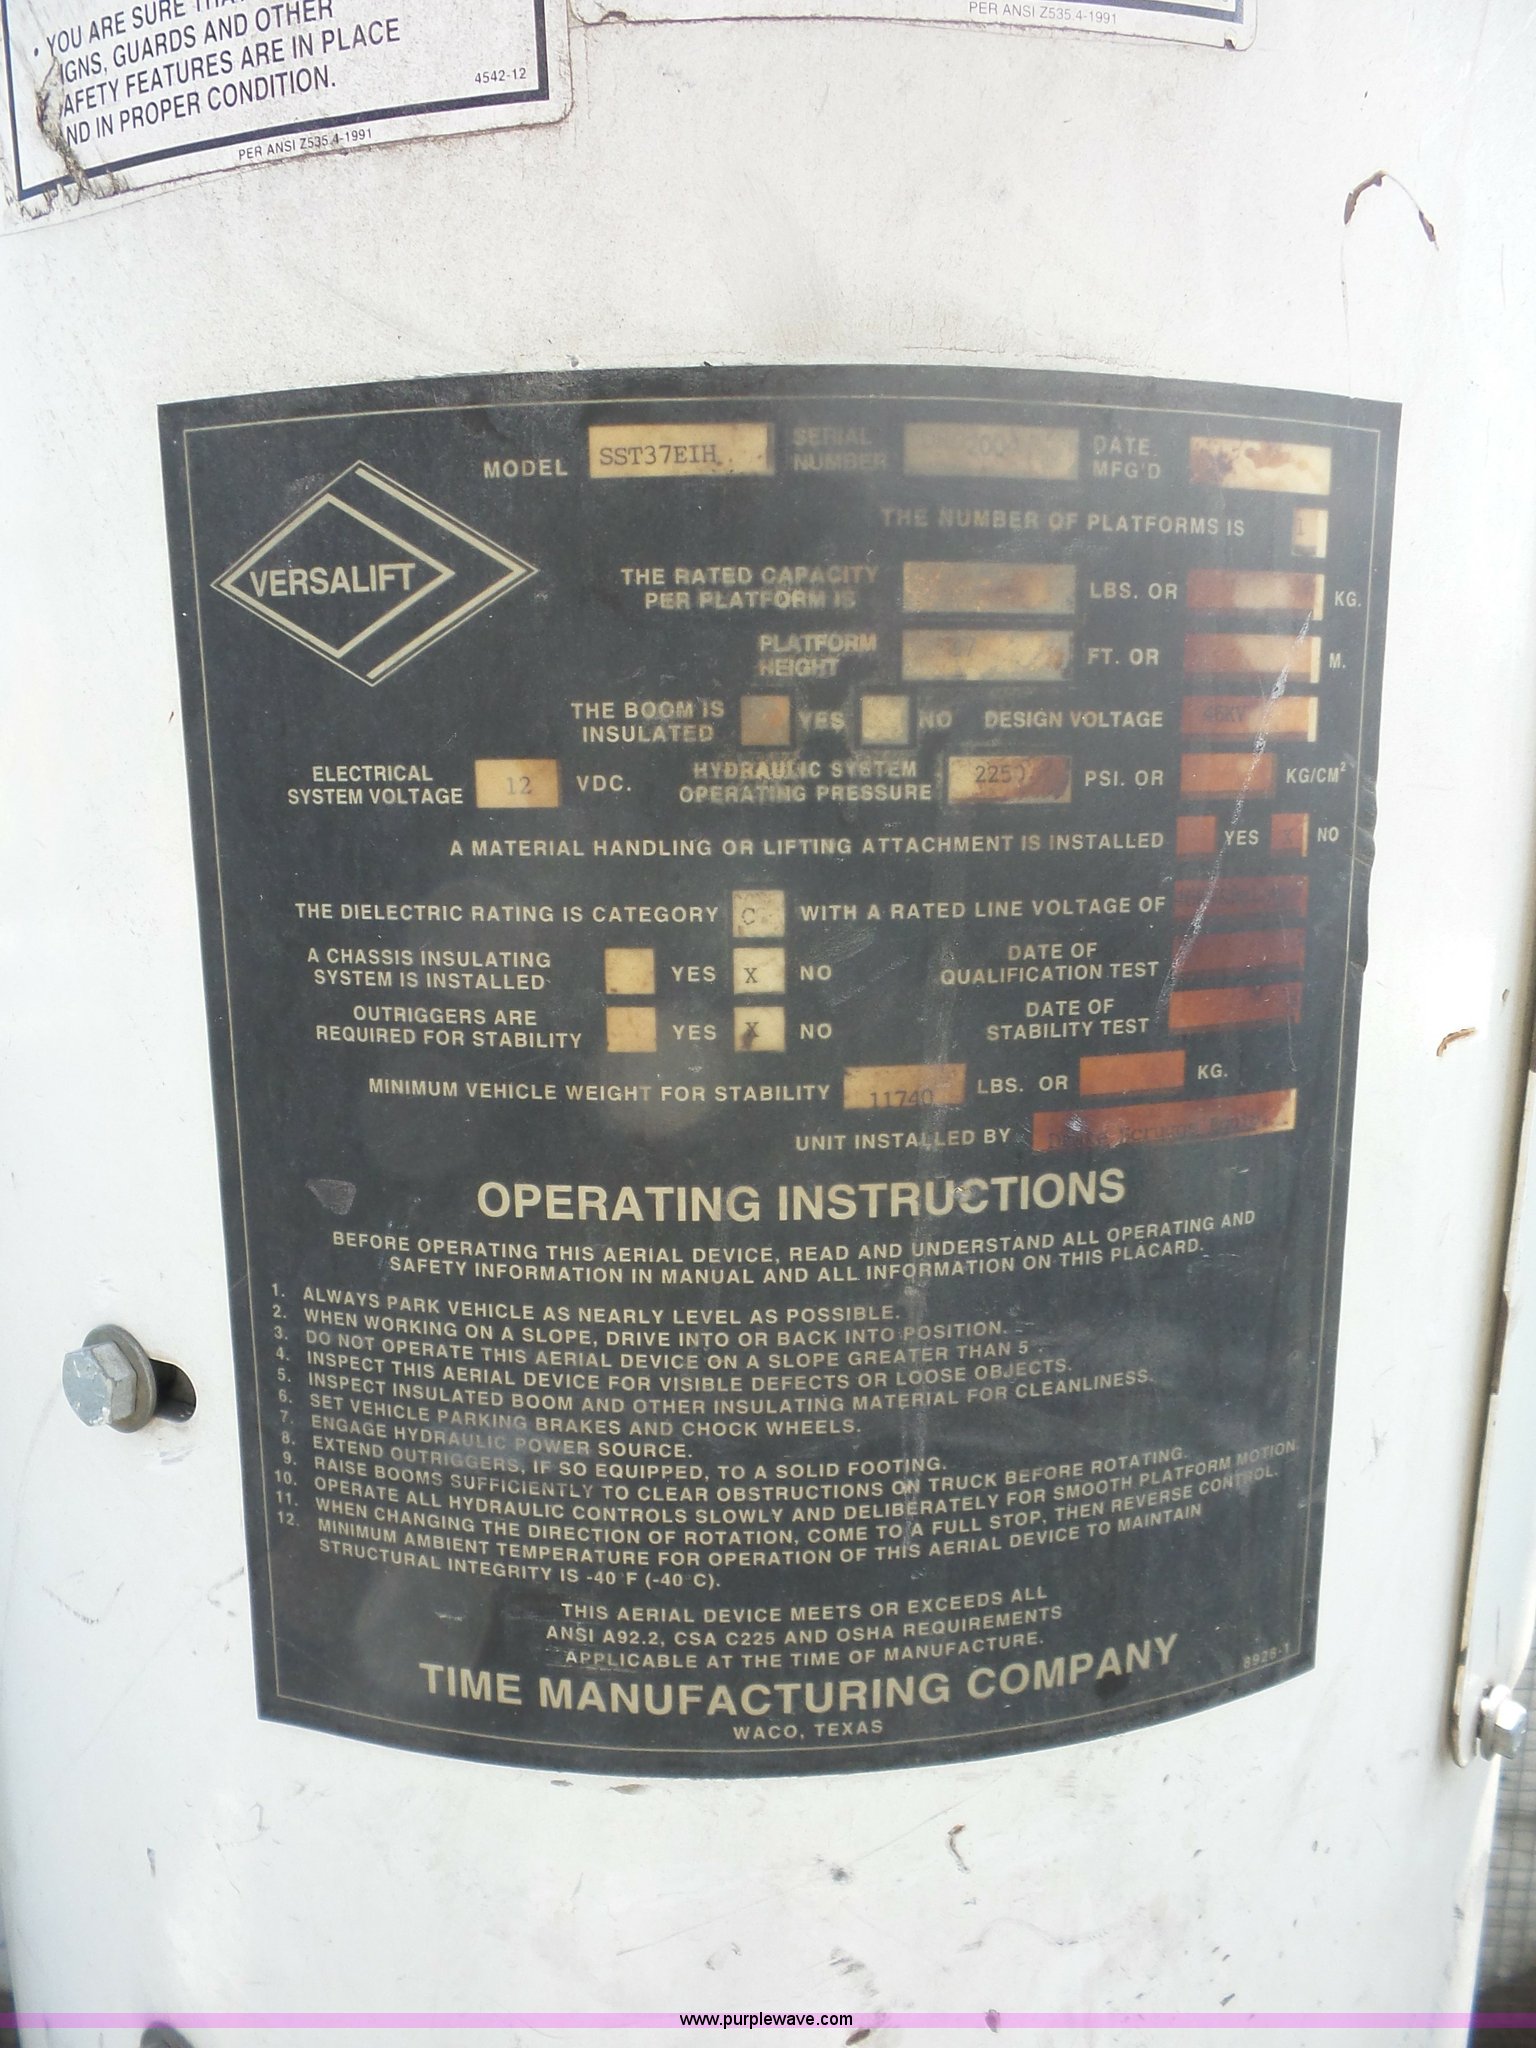 • YOU ARE SURE
SIGNS, GUARDS AND OTHER
SAFETY FEATURES ARE IN PLACE
AND IN PROPER CONDITION.
4542-12
PER ANSI Z535.4-1991
PER ANSI Z535.4-1991
VERSALIFT
MODEL SST37EIH SERIAL NUMBER DATE MFG'D
THE NUMBER OF PLATFORMS IS 1
THE RATED CAPACITY PER PLATFORM IS LBS. OR KG.
PLATFORM HEIGHT FT. OR M.
THE BOOM IS INSULATED YES NO DESIGN VOLTAGE 46KV
ELECTRICAL SYSTEM VOLTAGE 12 VDC. HYDRAULIC SYSTEM OPERATING PRESSURE 2250 PSI. OR KG/CM²
A MATERIAL HANDLING OR LIFTING ATTACHMENT IS INSTALLED YES X NO
THE DIELECTRIC RATING IS CATEGORY C WITH A RATED LINE VOLTAGE OF
A CHASSIS INSULATING SYSTEM IS INSTALLED YES X NO DATE OF QUALIFICATION TEST
OUTRIGGERS ARE REQUIRED FOR STABILITY YES X NO DATE OF STABILITY TEST
MINIMUM VEHICLE WEIGHT FOR STABILITY 11740 LBS. OR KG.
UNIT INSTALLED BY
OPERATING INSTRUCTIONS
BEFORE OPERATING THIS AERIAL DEVICE, READ AND UNDERSTAND ALL OPERATING AND
SAFETY INFORMATION IN MANUAL AND ALL INFORMATION ON THIS PLACARD.
1. ALWAYS PARK VEHICLE AS NEARLY LEVEL AS POSSIBLE.
2. WHEN WORKING ON A SLOPE, DRIVE INTO OR BACK INTO POSITION.
3. DO NOT OPERATE THIS AERIAL DEVICE ON A SLOPE GREATER THAN 5°.
4. INSPECT THIS AERIAL DEVICE FOR VISIBLE DEFECTS OR LOOSE OBJECTS.
5. INSPECT INSULATED BOOM AND OTHER INSULATING MATERIAL FOR CLEANLINESS.
6. SET VEHICLE PARKING BRAKES AND CHOCK WHEELS.
7. ENGAGE HYDRAULIC POWER SOURCE.
8. EXTEND OUTRIGGERS, IF SO EQUIPPED, TO A SOLID FOOTING.
9. RAISE BOOMS SUFFICIENTLY TO CLEAR OBSTRUCTIONS ON TRUCK BEFORE ROTATING.
10. OPERATE ALL HYDRAULIC CONTROLS SLOWLY AND DELIBERATELY FOR SMOOTH PLATFORM MOTION.
11. WHEN CHANGING THE DIRECTION OF ROTATION, COME TO A FULL STOP, THEN REVERSE CONTROL.
12. MINIMUM AMBIENT TEMPERATURE FOR OPERATION OF THIS AERIAL DEVICE TO MAINTAIN
STRUCTURAL INTEGRITY IS -40°F (-40°C).
THIS AERIAL DEVICE MEETS OR EXCEEDS ALL
ANSI A92.2, CSA C225 AND OSHA REQUIREMENTS
APPLICABLE AT THE TIME OF MANUFACTURE.
8928-1
TIME MANUFACTURING COMPANY
WACO, TEXAS
www.purplewave.com